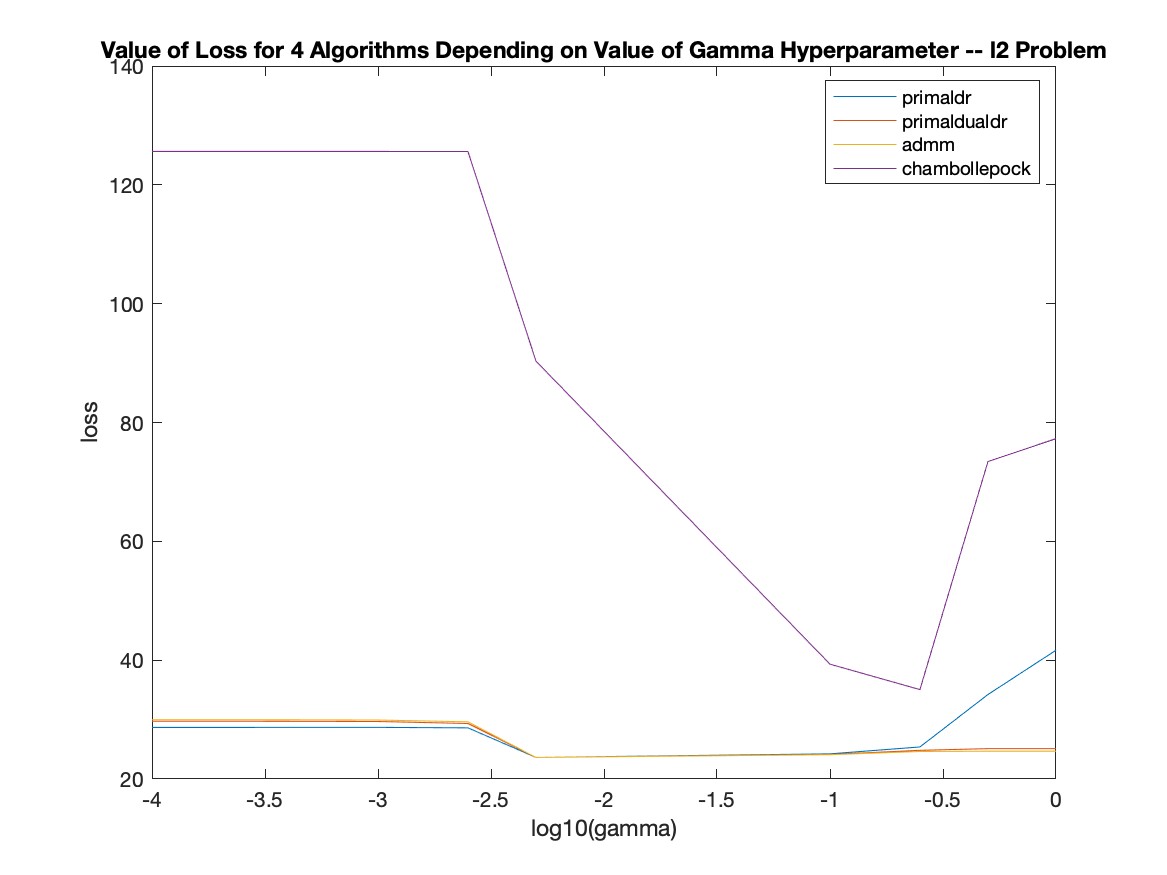 Value of Loss for 4 Algorithms Depending on Value of Gamma Hyperparameter -- l2 Problem
140
120
100
80
60
40
20
loss
primaldr
primaldualdr
admm
chambollepock
-4 -3.5 -3 -2.5 -2 -1.5 -1 -0.5 0
log10(gamma)